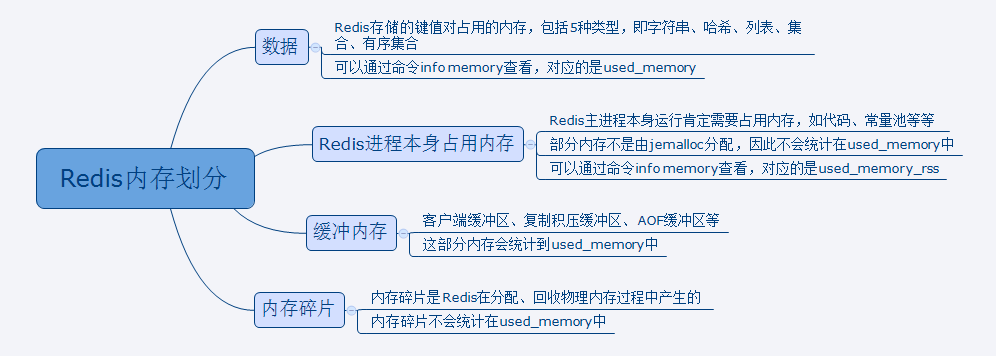 Redis内存划分
数据
Redis存储的键值对占用的内存，包括5种类型，即字符串、哈希、列表、集
合、有序集合
可以通过命令info memory查看，对应的是used_memory
Redis进程本身占用内存
Redis主进程本身运行肯定需要占用内存，如代码、常量池等等
部分内存不是由jemalloc分配，因此不会统计在used_memory中
可以通过命令info memory查看，对应的是used_memory_rss
缓冲内存
客户端缓冲区、复制积压缓冲区、AOF缓冲区等
这部分内存会统计到used_memory中
内存碎片
内存碎片是Redis在分配、回收物理内存过程中产生的
内存碎片不会统计在used_memory中